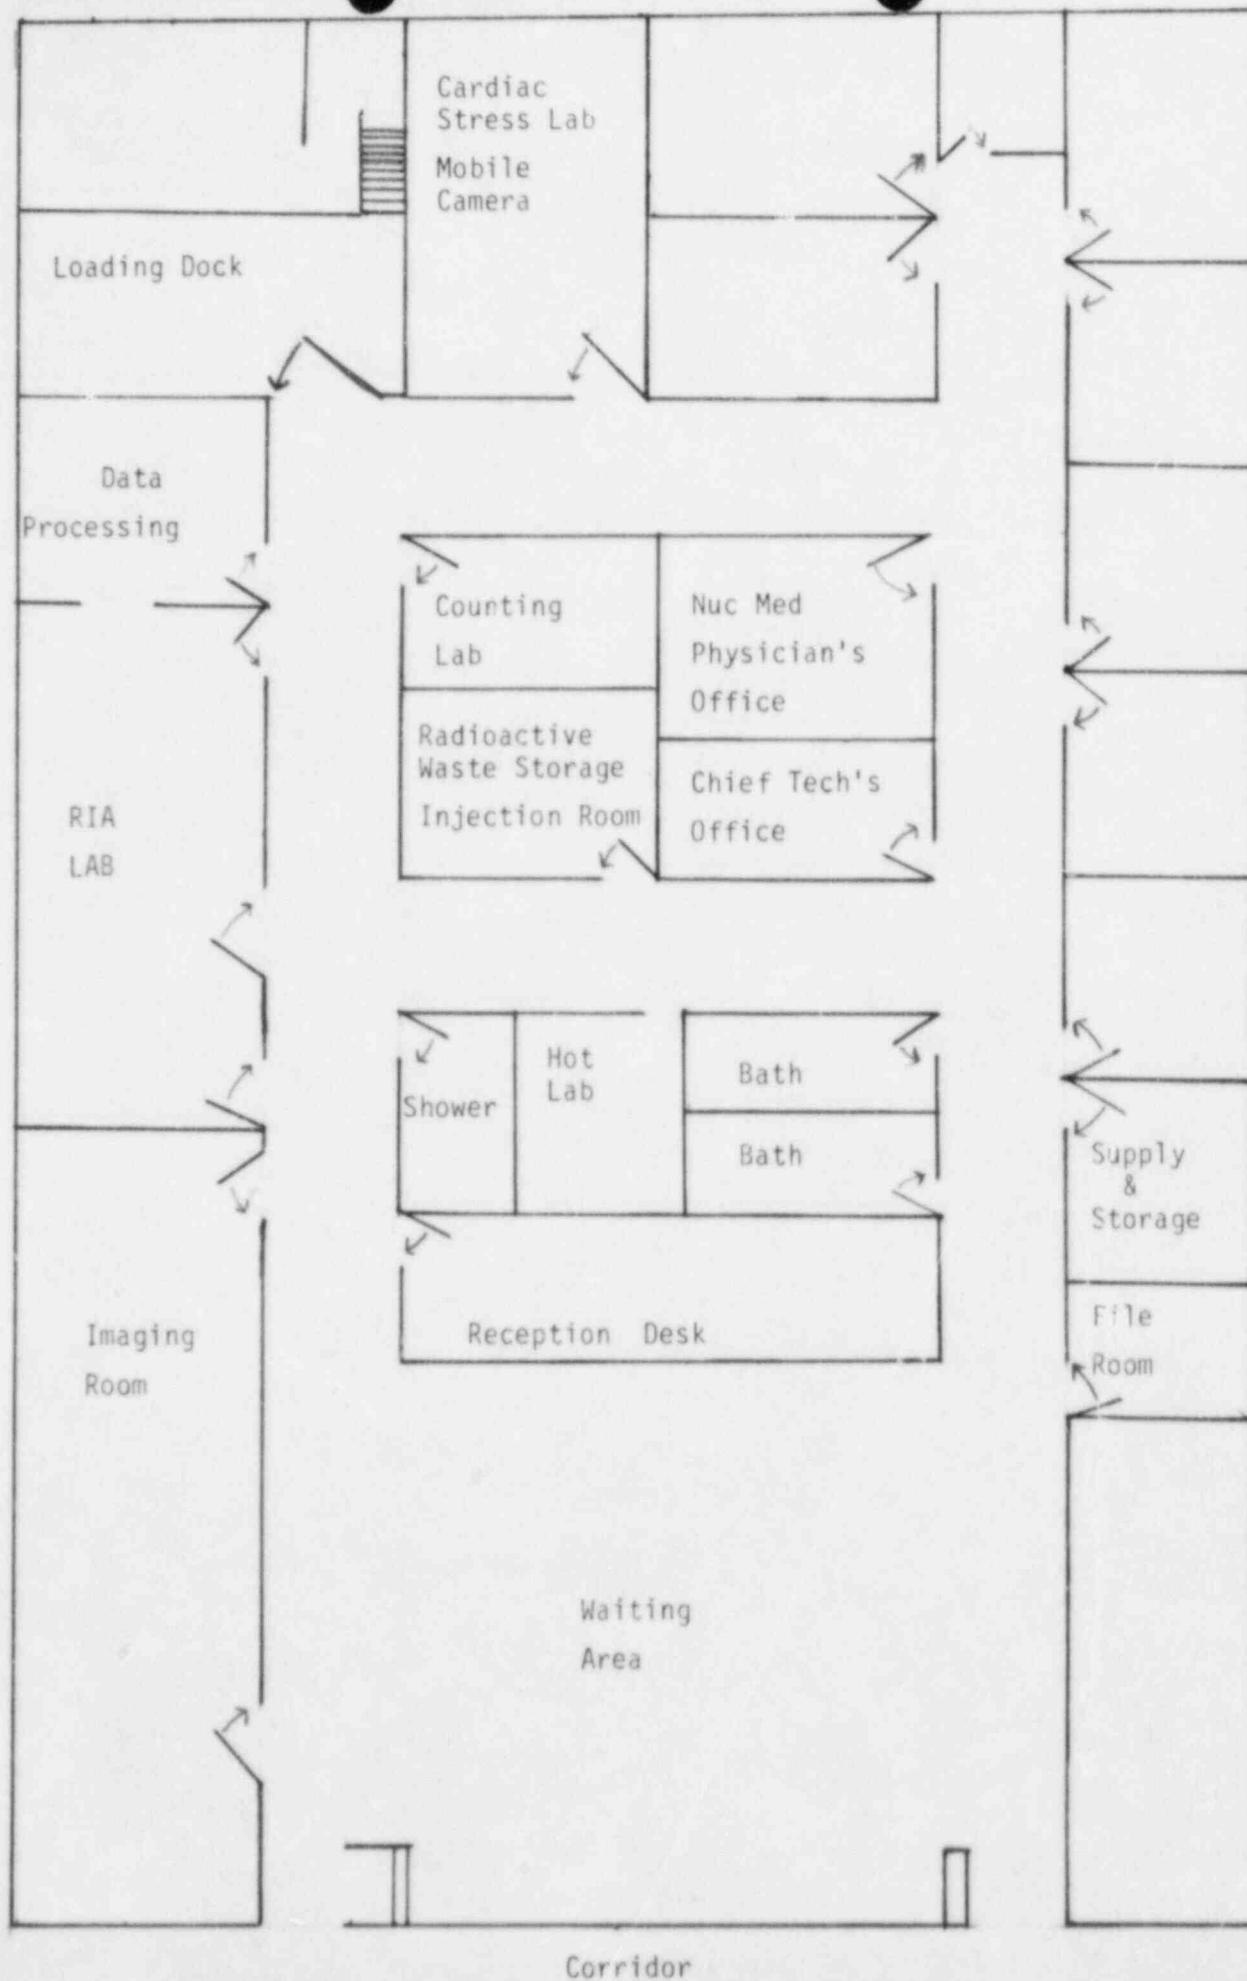 Cardiac
Stress Lab
Mobile
Camera
Loading Dock
Data
Processing
Counting
Lab
Nuc Med
Physician's
Office
Radioactive
Waste Storage
Injection Room
Chief Tech's
Office
RIA
LAB
Hot
Lab
Shower
Bath
Bath
Supply
&
Storage
File
Room
Imaging
Room
Reception Desk
Waiting
Area
Corridor